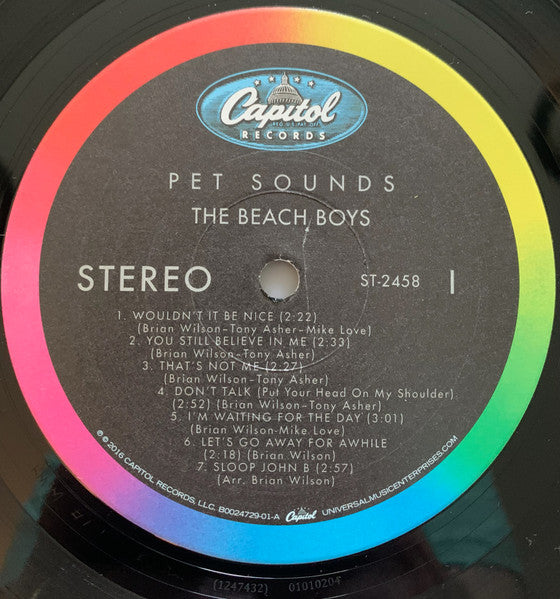 Capitol
REG. U.S. PAT. OFF.
RECORDS
PET SOUNDS
THE BEACH BOYS
STEREO
ST-2458 I
1. WOULDN'T IT BE NICE (2:22)
(Brian Wilson–Tony Asher–Mike Love)
2. YOU STILL BELIEVE IN ME (2:33)
(Brian Wilson–Tony Asher)
3. THAT'S NOT ME (2:27)
(Brian Wilson–Tony Asher)
4. DON'T TALK (Put Your Head On My Shoulder)
(2:52) (Brian Wilson–Tony Asher)
5. I'M WAITING FOR THE DAY (3:01)
(Brian Wilson-Mike Love)
6. LET'S GO AWAY FOR AWHILE
(2:18) (Brian Wilson)
7. SLOOP JOHN B (2:57)
(Arr. Brian Wilson)
℗ © 2016 CAPITOL RECORDS, LLC. B0024729-01-A Capitol UNIVERSALMUSICENTERPRISES.COM
(1247432) 01010204